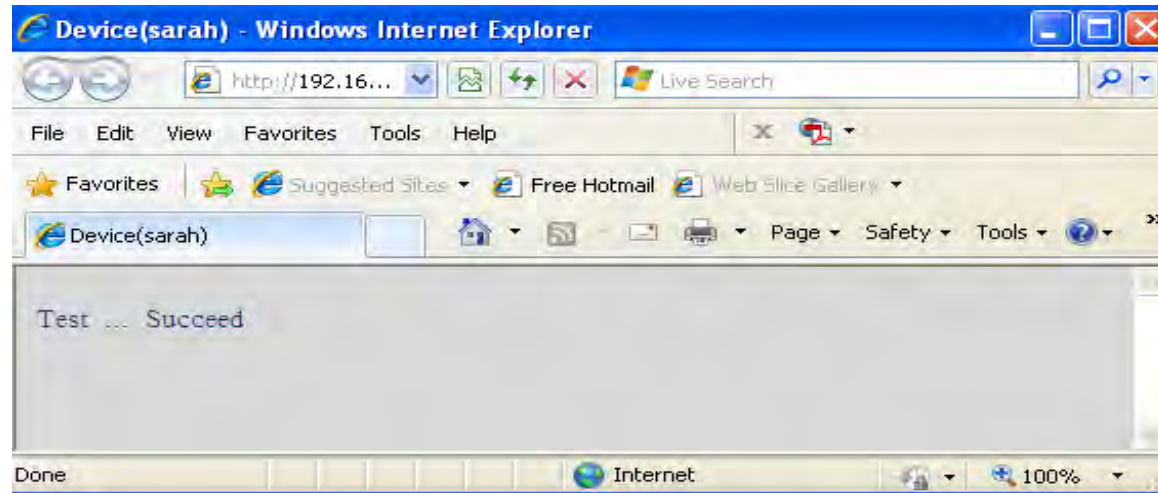 Device(sarah) - Windows Internet Explorer
http://192.16... Live Search
File Edit View Favorites Tools Help
Favorites Suggested Sites Free Hotmail Web Slice Gallery
Device(sarah) Page Safety Tools
Test ... Succeed
Done Internet 100%